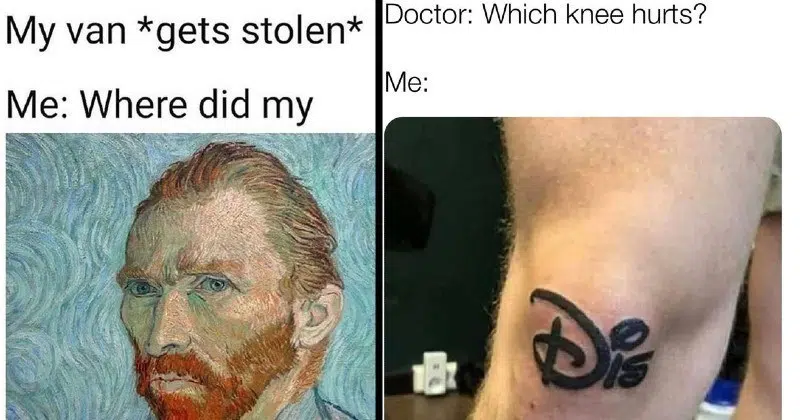 My van *gets stolen*
Me: Where did my
Doctor: Which knee hurts?
Me:
Dis